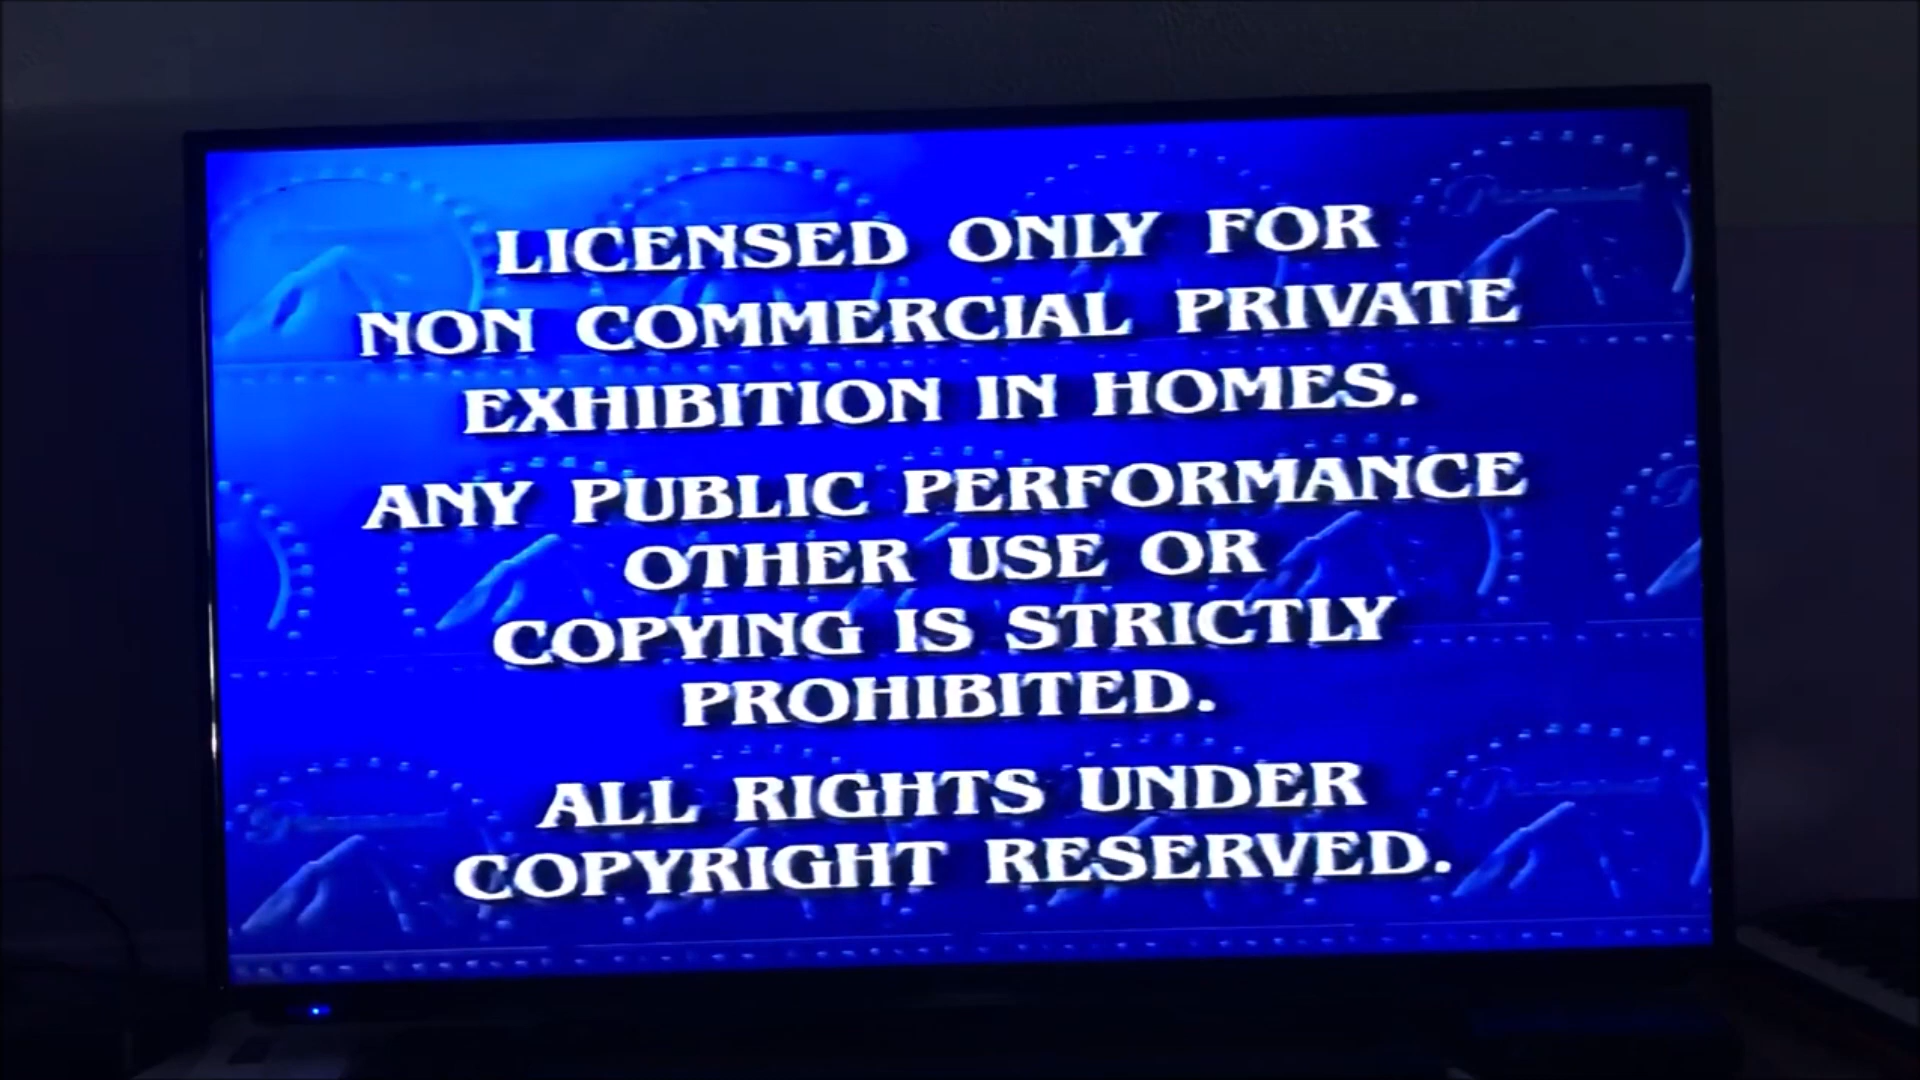 LICENSED ONLY FOR
NON COMMERCIAL PRIVATE
EXHIBITION IN HOMES.
ANY PUBLIC PERFORMANCE
OTHER USE OR
COPYING IS STRICTLY
PROHIBITED.
ALL RIGHTS UNDER
COPYRIGHT RESERVED.